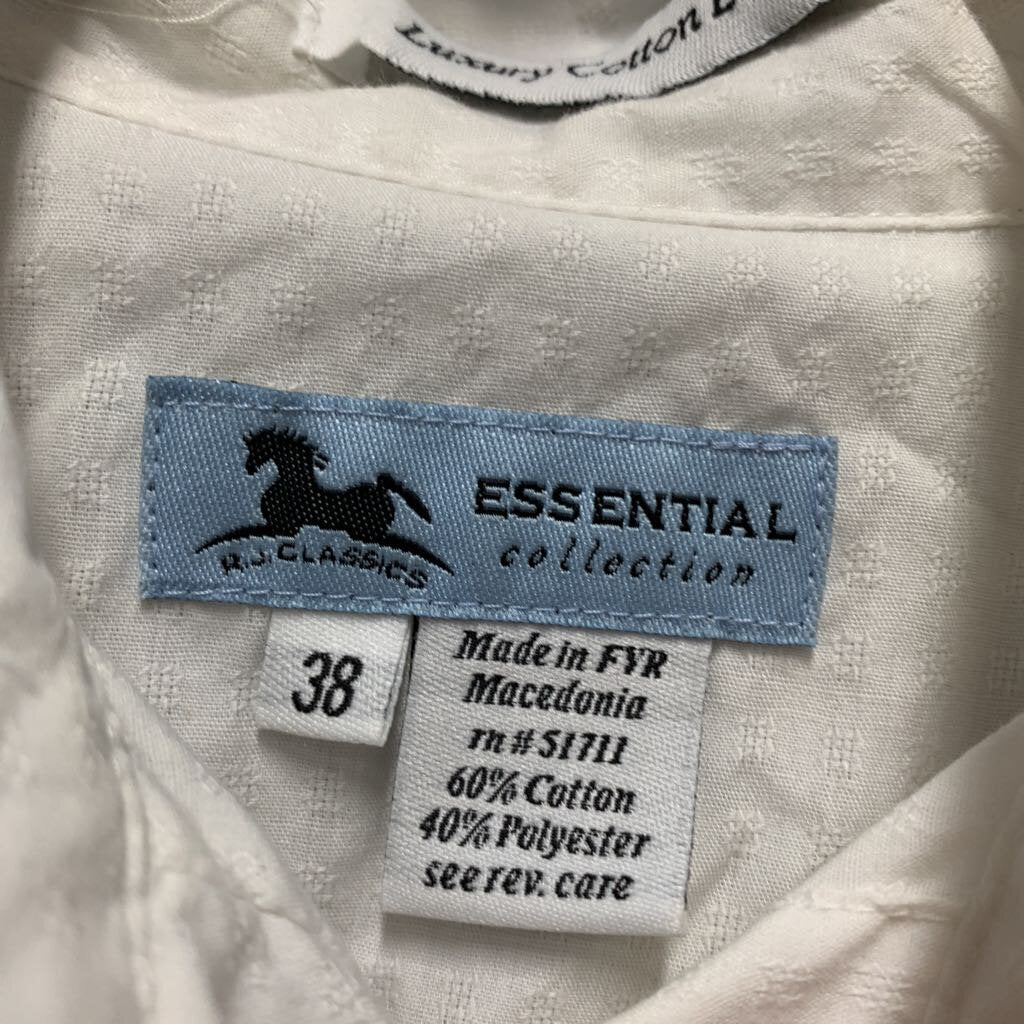 Luxury Cotton
R.J. CLASSICS
ESSENTIAL
collection
38
Made in FYR
Macedonia
rn # 51711
60% Cotton
40% Polyester
see rev. care